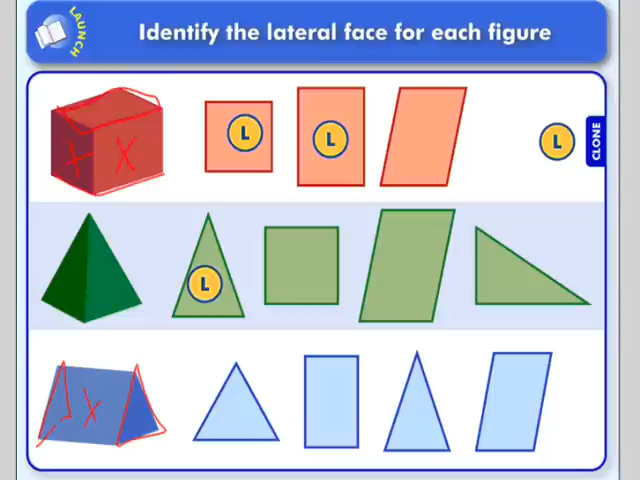 LAUNCH
Identify the lateral face for each figure
X X L L L CLONE
L
X